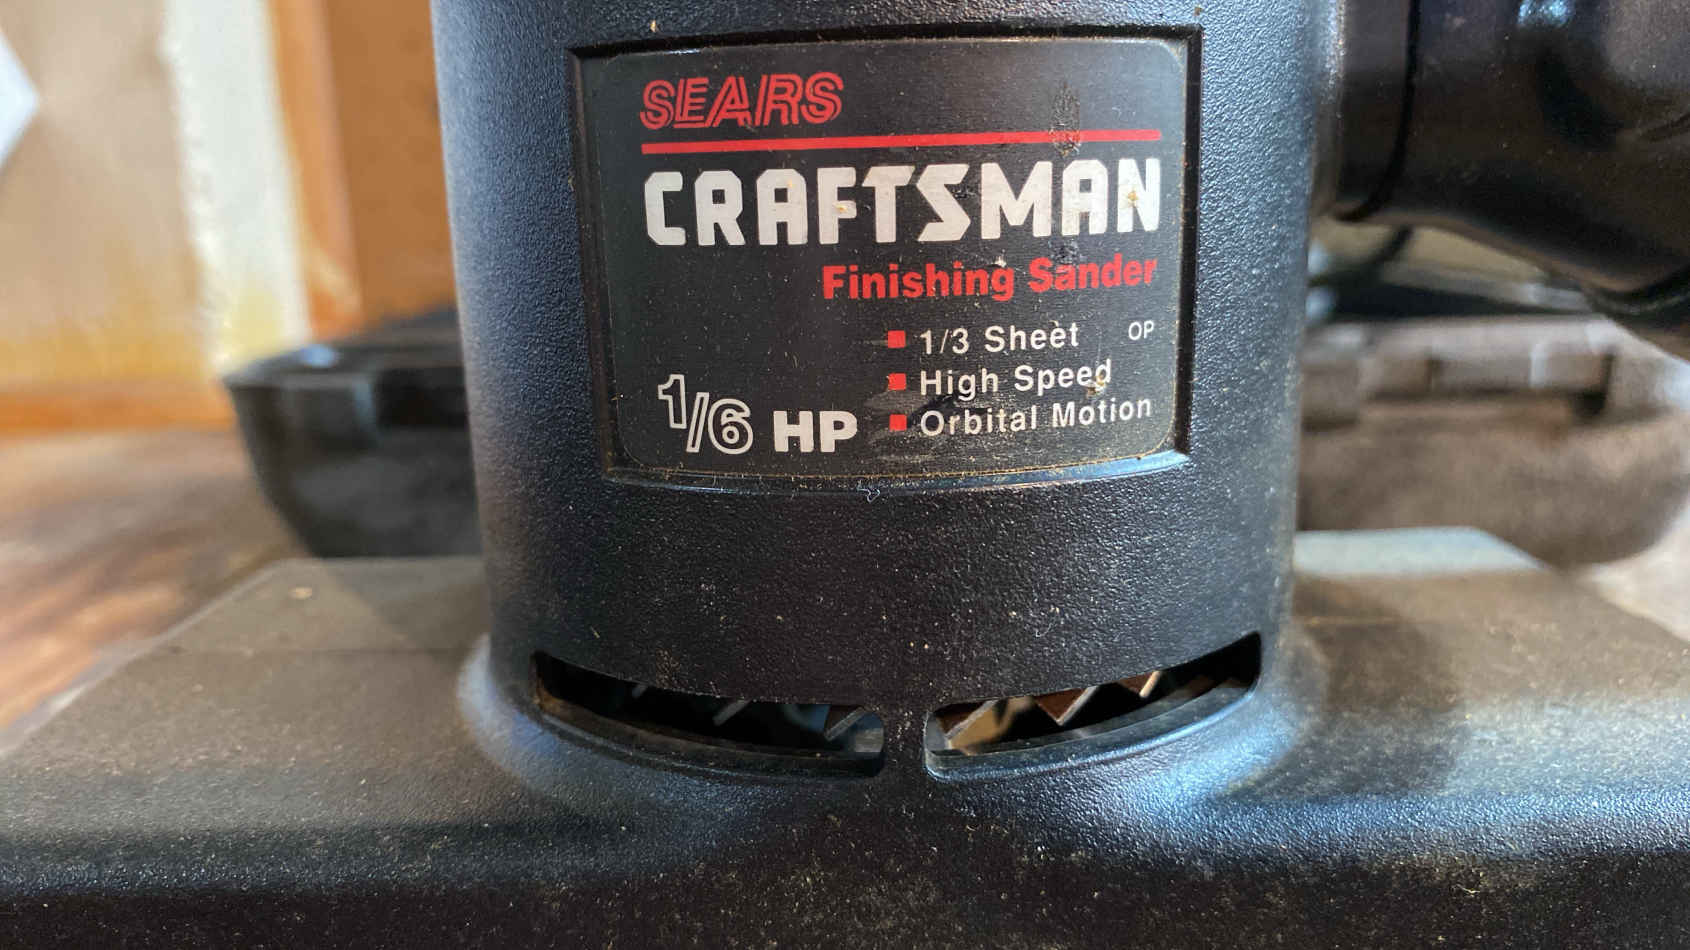 SEARS
CRAFTSMAN
Finishing Sander
1/3 Sheet OP
High Speed
Orbital Motion
1/6 HP